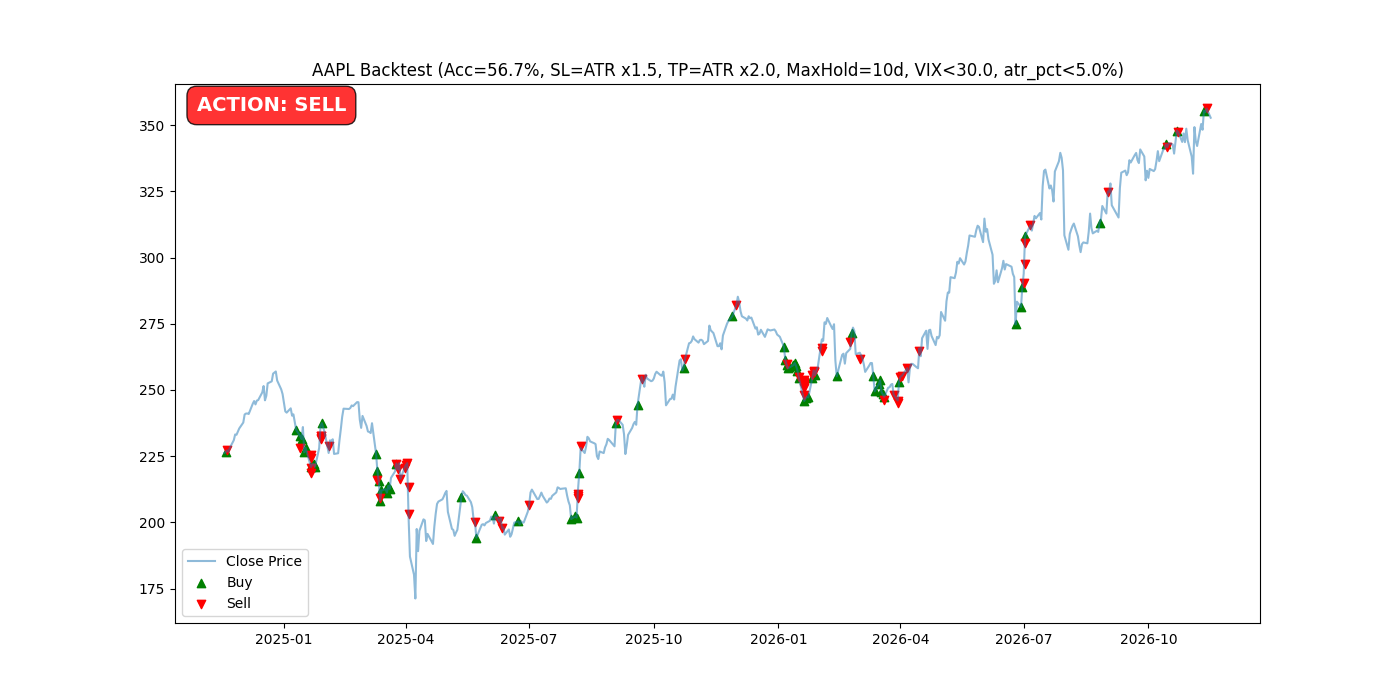 AAPL Backtest (Acc=56.7%, SL=ATR x1.5, TP=ATR x2.0, MaxHold=10d, VIX<30.0, atr_pct<5.0%)
ACTION: SELL
350
325
300
275
250
225
200
175
Close Price
Buy
Sell
2025-01 2025-04 2025-07 2025-10 2026-01 2026-04 2026-07 2026-10